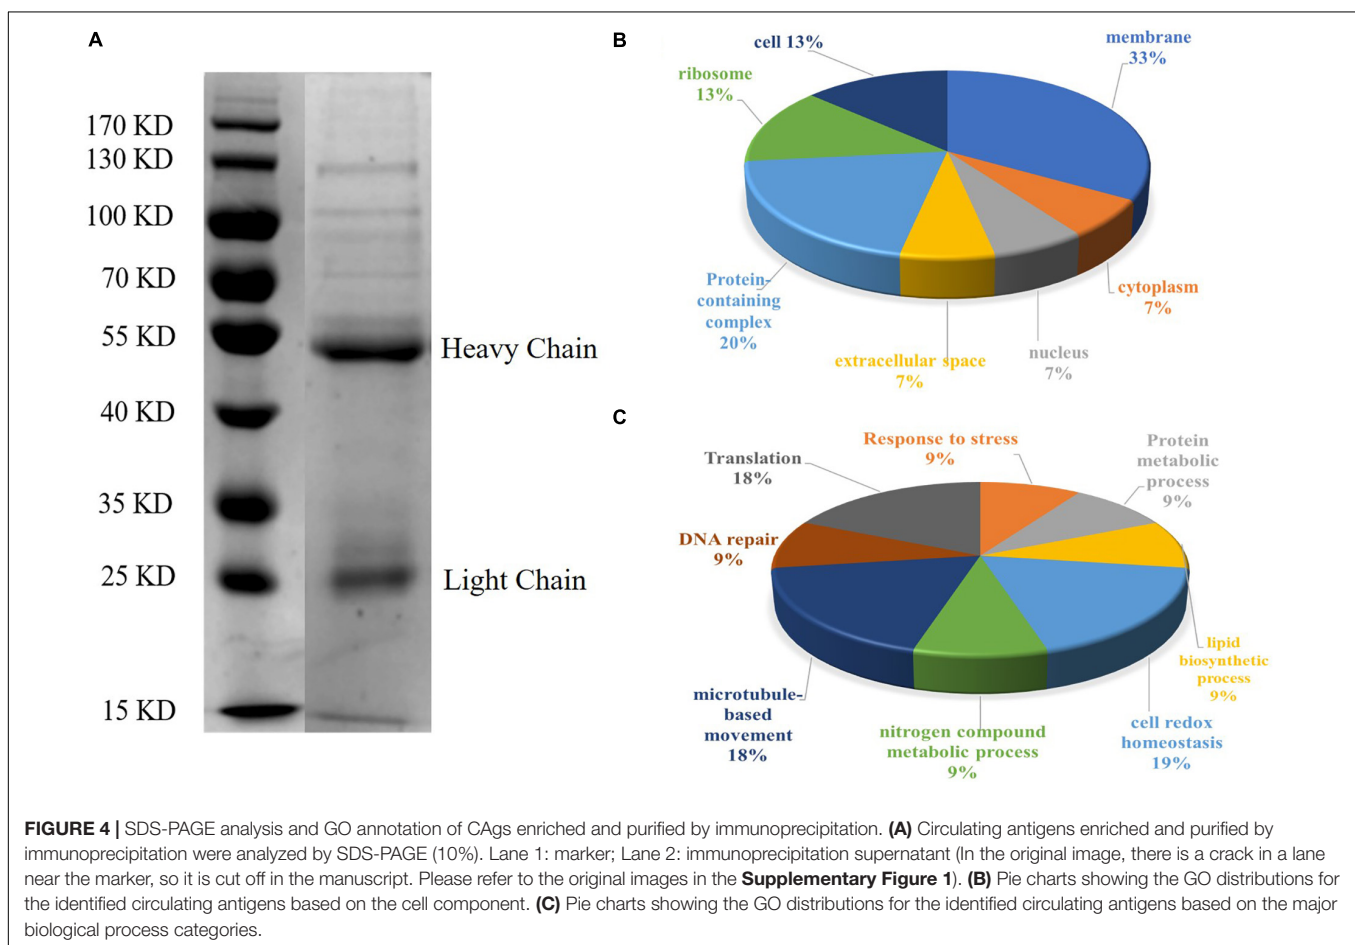 A
170 KD
130 KD
100 KD
70 KD
55 KD
40 KD
35 KD
25 KD
15 KD
Heavy Chain
Light Chain
B
cell 13%
membrane
33%
ribosome
13%
Protein-
containing
complex
20%
extracellular space
7%
nucleus
7%
cytoplasm
7%
C
Response to stress
9%
Protein
metabolic
process
9%
Translation
18%
DNA repair
9%
lipid
biosynthetic
process
9%
microtubule-
based
movement
18%
nitrogen compound
metabolic process
9%
cell redox
homeostasis
19%
FIGURE 4 | SDS-PAGE analysis and GO annotation of CAgs enriched and purified by immunoprecipitation. (A) Circulating antigens enriched and purified by
immunoprecipitation were analyzed by SDS-PAGE (10%). Lane 1: marker; Lane 2: immunoprecipitation supernatant (In the original image, there is a crack in a lane
near the marker, so it is cut off in the manuscript. Please refer to the original images in the Supplementary Figure 1). (B) Pie charts showing the GO distributions for
the identified circulating antigens based on the cell component. (C) Pie charts showing the GO distributions for the identified circulating antigens based on the major
biological process categories.